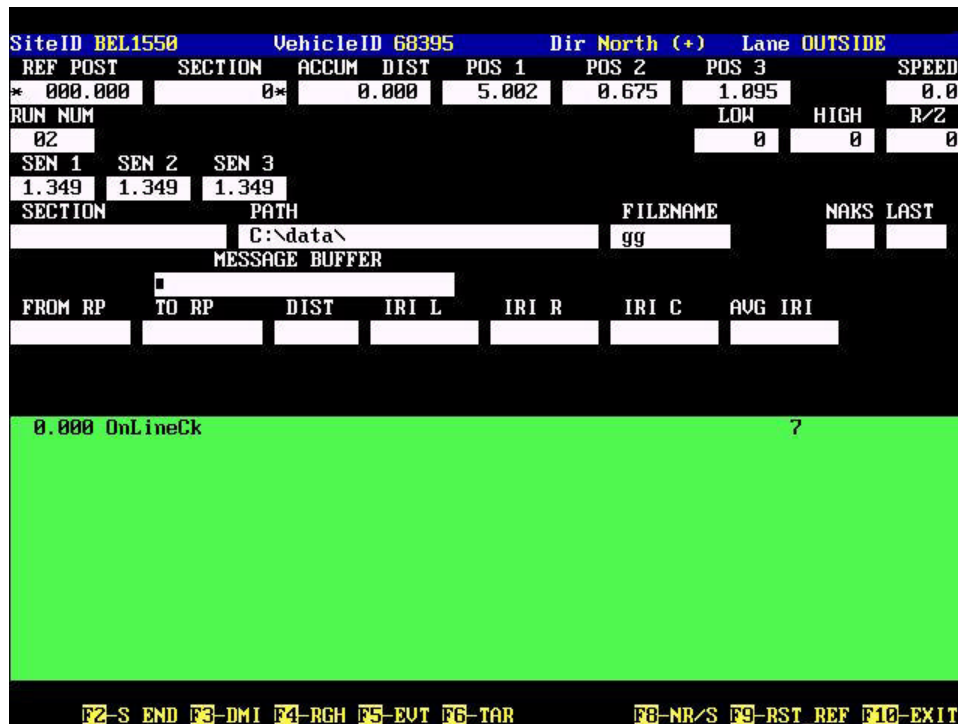 SiteID BEL1550 VehicleID 68395 Dir North (+) Lane OUTSIDE
REF POST SECTION ACCUM DIST POS 1 POS 2 POS 3 SPEED
* 000.000 0* 0.000 5.002 0.675 1.095 0.0
RUN NUM LOW HIGH R/Z
02 0 0 0
SEN 1 SEN 2 SEN 3
1.349 1.349 1.349
SECTION PATH FILENAME NAKS LAST
C:\data\ gg
MESSAGE BUFFER
FROM RP TO RP DIST IRI L IRI R IRI C AVG IRI
0.000 OnLineCk 7
F2-S END F3-DMI F4-RGH F5-EVT F6-TAR F8-NR/S F9-RST REF F10-EXIT